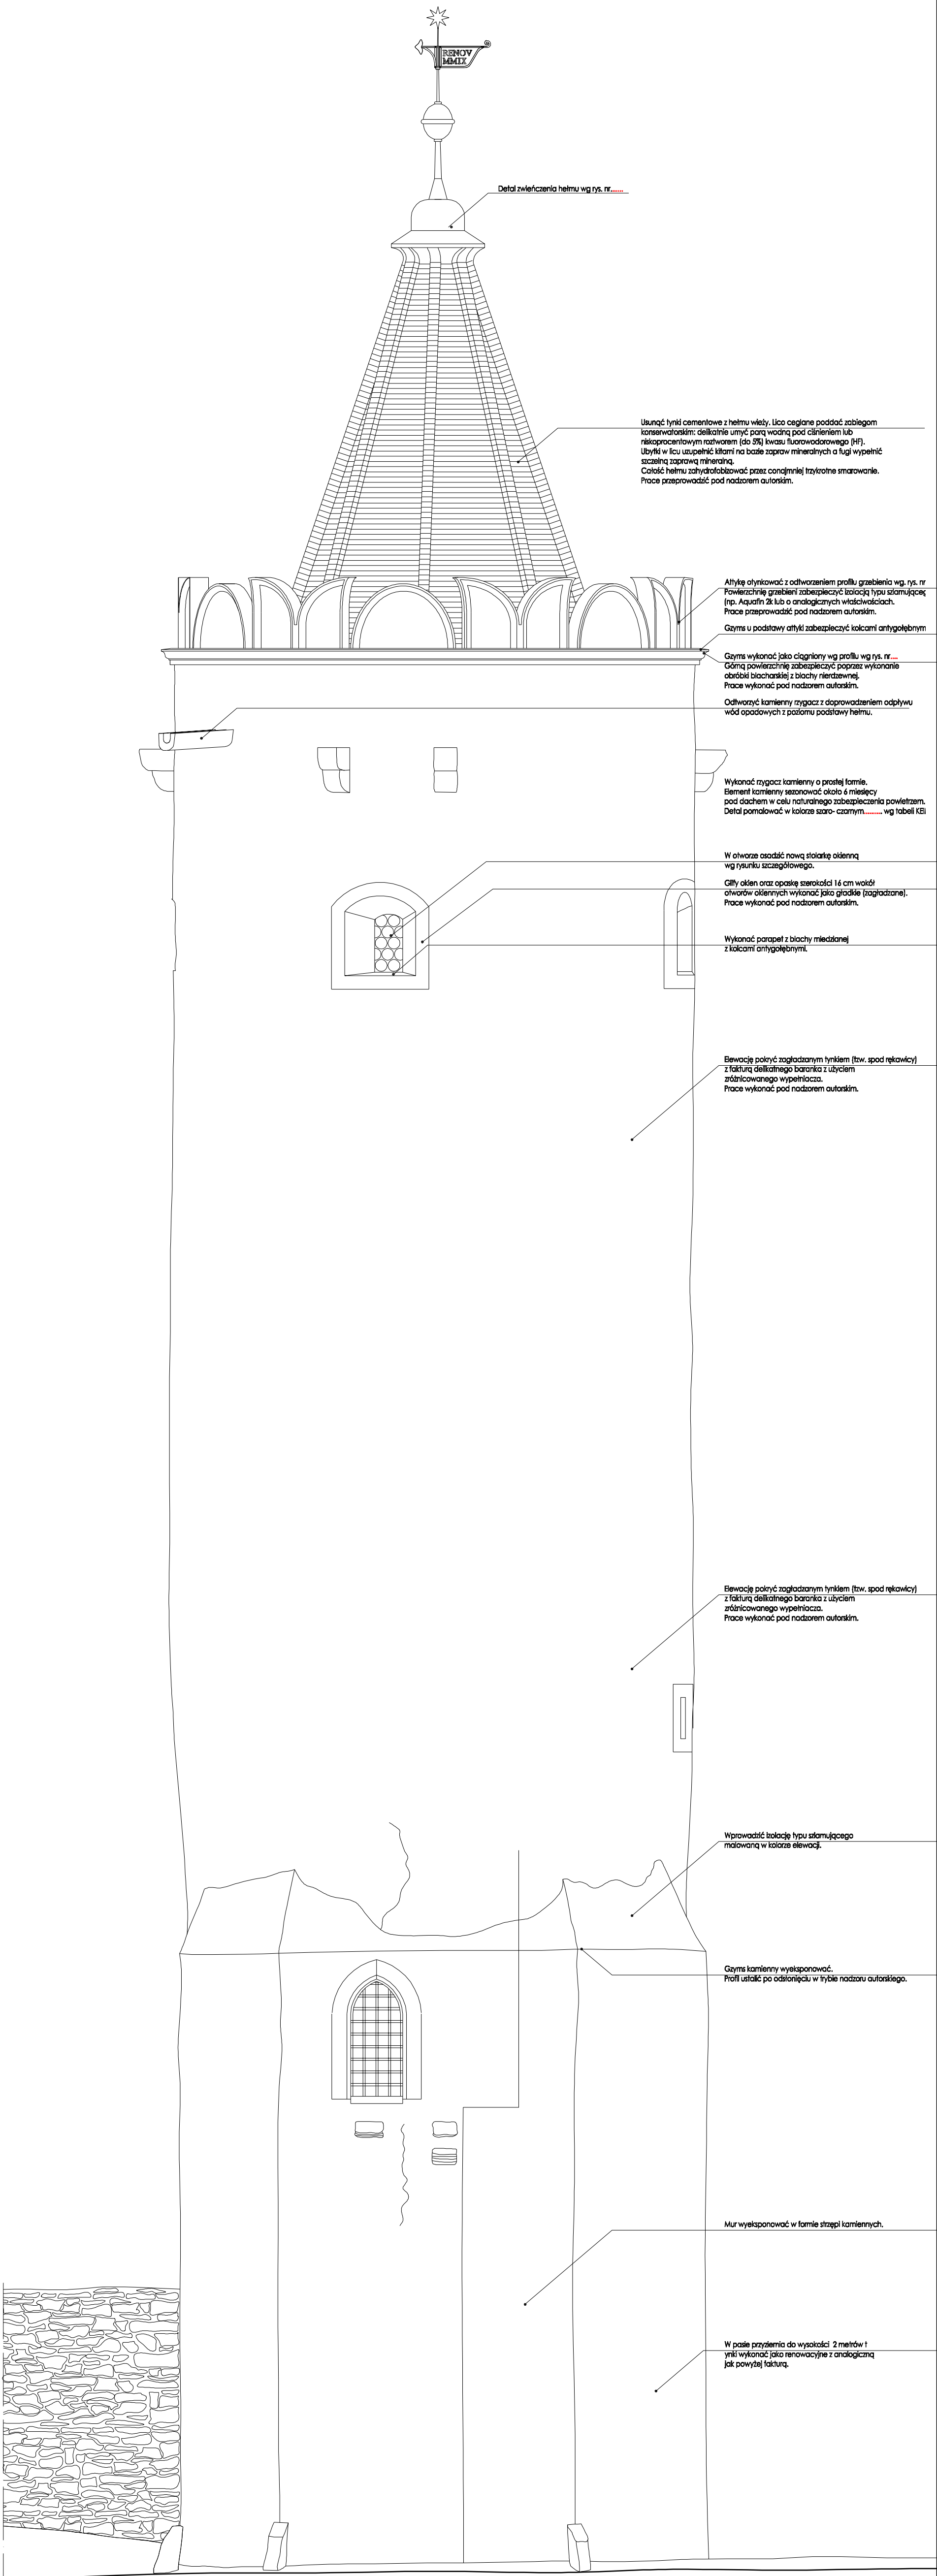 RENOV
MMIX
Detal zwieńczenia hełmu wg rys. nr.......
Usunąć tynki cementowe z hełmu wieży. Lico ceglane poddać zabiegom
konserwatorskim: delikatnie umyć parą wodną pod ciśnieniem lub
niskoprocentowym roztworem (do 5%) kwasu fluorowodorowego (HF).
Ubytki w licu uzupełnić kitami na bazie zapraw mineralnych a fugi wypełnić
szczelną zaprawą mineralną.
Całość hełmu zahydrofobizować przez conajmniej trzykrotne smarowanie.
Prace przeprowadzić pod nadzorem autorskim.
Attykę otynkować z odtworzeniem profilu grzebienia wg. rys. nr
Powierzchnię grzebieni zabezpieczyć izolacją typu szlamującego
(np. Aquafin 2k lub o analogicznych właściwościach.
Prace przeprowadzić pod nadzorem autorskim.
Gzyms u podstawy attyki zabezpieczyć kolcami antygołębnym
Gzyms wykonać jako ciągniony wg profilu wg rys. nr....
Górną powierzchnię zabezpieczyć poprzez wykonanie
obróbki blacharskiej z blachy nierdzewnej.
Prace wykonać pod nadzorem autorskim.
Odtworzyć kamienny rzygacz z doprowadzeniem odpływu
wód opadowych z poziomu podstawy hełmu.
Wykonać rzygacz kamienny o prostej formie.
Element kamienny sezonować około 6 miesięcy
pod dachem w celu naturalnego zabezpieczenia powietrzem.
Detal pomalować w kolorze szaro- czarnym........., wg tabeli KEI
W otworze osadzić nową stolarkę okienną
wg rysunku szczegółowego.
Glify okien oraz opaskę szerokości 16 cm wokół
otworów okiennych wykonać jako gładkie (zagładzane).
Prace wykonać pod nadzorem autorskim.
Wykonać parapet z blachy miedzianej
z kolcami antygołębnymi.
Elewację pokryć zagładzanym tynkiem (tzw. spod rękawicy)
z fakturą delikatnego baranka z użyciem
zróżnicowanego wypełniacza.
Prace wykonać pod nadzorem autorskim.
Elewację pokryć zagładzanym tynkiem (tzw. spod rękawicy)
z fakturą delikatnego baranka z użyciem
zróżnicowanego wypełniacza.
Prace wykonać pod nadzorem autorskim.
Wprowadzić izolację typu szlamującego
malowaną w kolorze elewacji.
Gzyms kamienny wyeksponować.
Profil ustalić po odsłonięciu w trybie nadzoru autorskiego.
Mur wyeksponować w formie strzępi kamiennych.
W pasie przyziemia do wysokości 2 metrów t
ynki wykonać jako renowacyjne z analogiczną
jak powyżej fakturą.